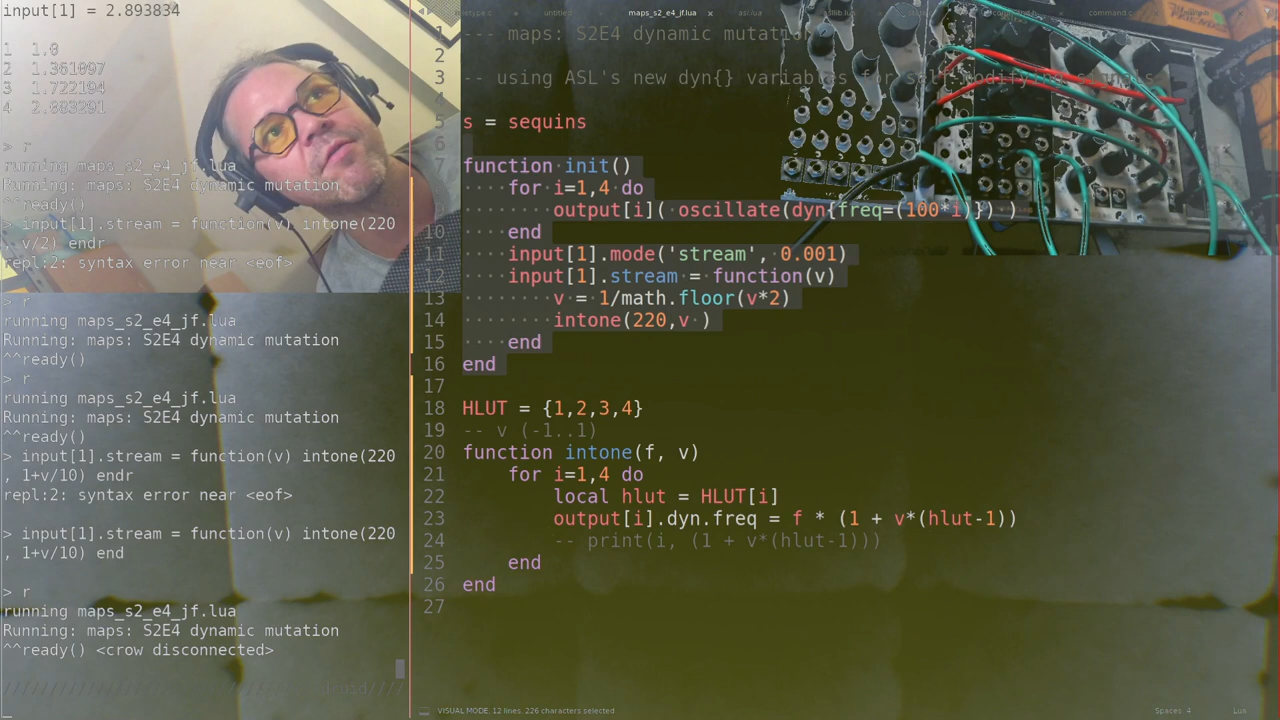 input[1] = 2.893834
1 1.0
2 1.361097
3 1.722194
4 2.083291
> r
running maps_s2_e4_jf.lua
Running: maps: S2E4 dynamic mutation
^^ready()
> input[1].stream = function(v) intone(220
, v/2) endr
repl:2: syntax error near <eof>
> r
running maps_s2_e4_jf.lua
Running: maps: S2E4 dynamic mutation
^^ready()
> r
running maps_s2_e4_jf.lua
Running: maps: S2E4 dynamic mutation
^^ready()
> input[1].stream = function(v) intone(220
, 1+v/10) endr
repl:2: syntax error near <eof>
> input[1].stream = function(v) intone(220
, 1+v/10) end
> r
running maps_s2_e4_jf.lua
Running: maps: S2E4 dynamic mutation
^^ready() <crow disconnected>
untitled maps_s2_e4_jf.lua ×
1 --- maps: S2E4 dynamic mutation
2
3 -- using ASL's new dyn{} variables for self-modifying signals
4
5 s = sequins
6
7 function·init()
8 ····for·i=1,4·do
9 ········output[i](·oscillate(dyn{freq=(100*i)})·)
10 ····end
11 ····input[1].mode('stream',·0.001)
12 ····input[1].stream·=·function(v)
13 ········v·=·1/math.floor(v*2)
14 ········intone(220,v·)
15 ····end
16 end
17
18 HLUT = {1,2,3,4}
19 -- v (-1..1)
20 function intone(f, v)
21 for i=1,4 do
22 local hlut = HLUT[i]
23 output[i].dyn.freq = f * (1 + v*(hlut-1))
24 -- print(i, (1 + v*(hlut-1)))
25 end
26 end
27
VISUAL MODE, 12 lines, 226 characters selected Spaces: 4 Lua